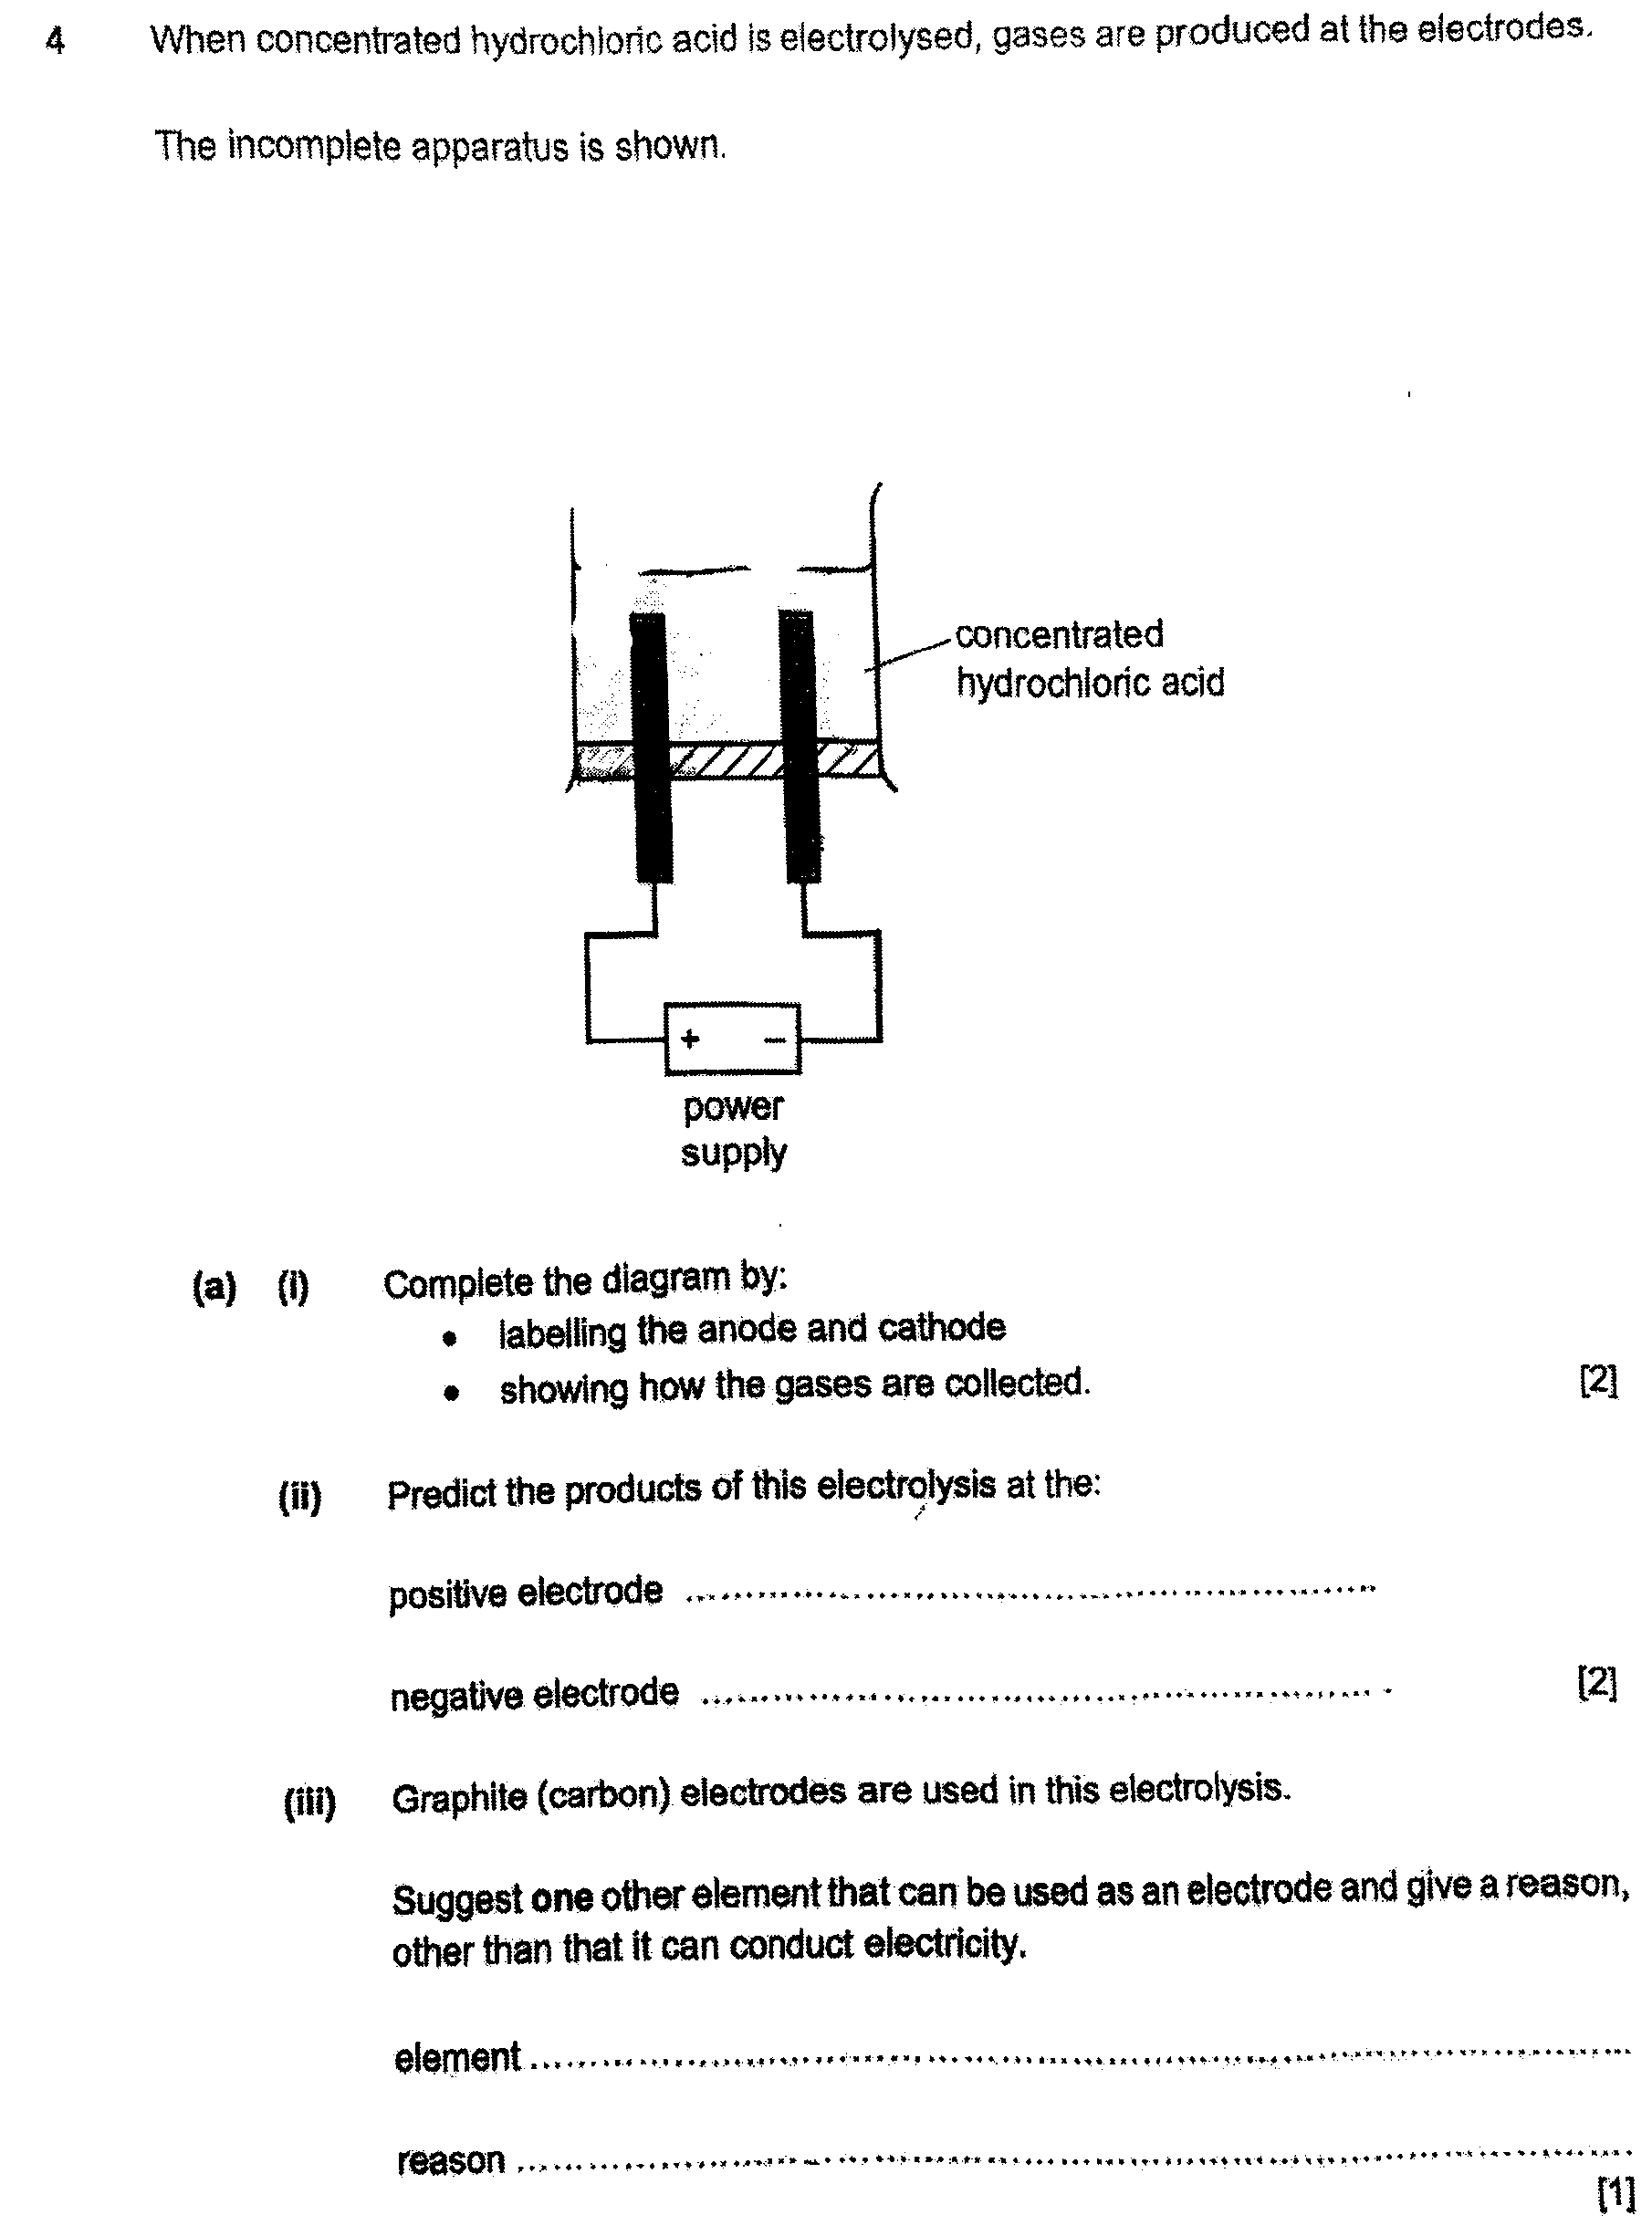 4 When concentrated hydrochloric acid is electrolysed, gases are produced at the electrodes.
The incomplete apparatus is shown.
concentrated
hydrochloric acid
+ −
power
supply
(a) (i) Complete the diagram by:
• labelling the anode and cathode
• showing how the gases are collected. [2]
(ii) Predict the products of this electrolysis at the:
positive electrode ..........................................................
negative electrode .......................................................... [2]
(iii) Graphite (carbon) electrodes are used in this electrolysis.
Suggest one other element that can be used as an electrode and give a reason,
other than that it can conduct electricity.
element ..........................................................................................
reason ..........................................................................................
[1]